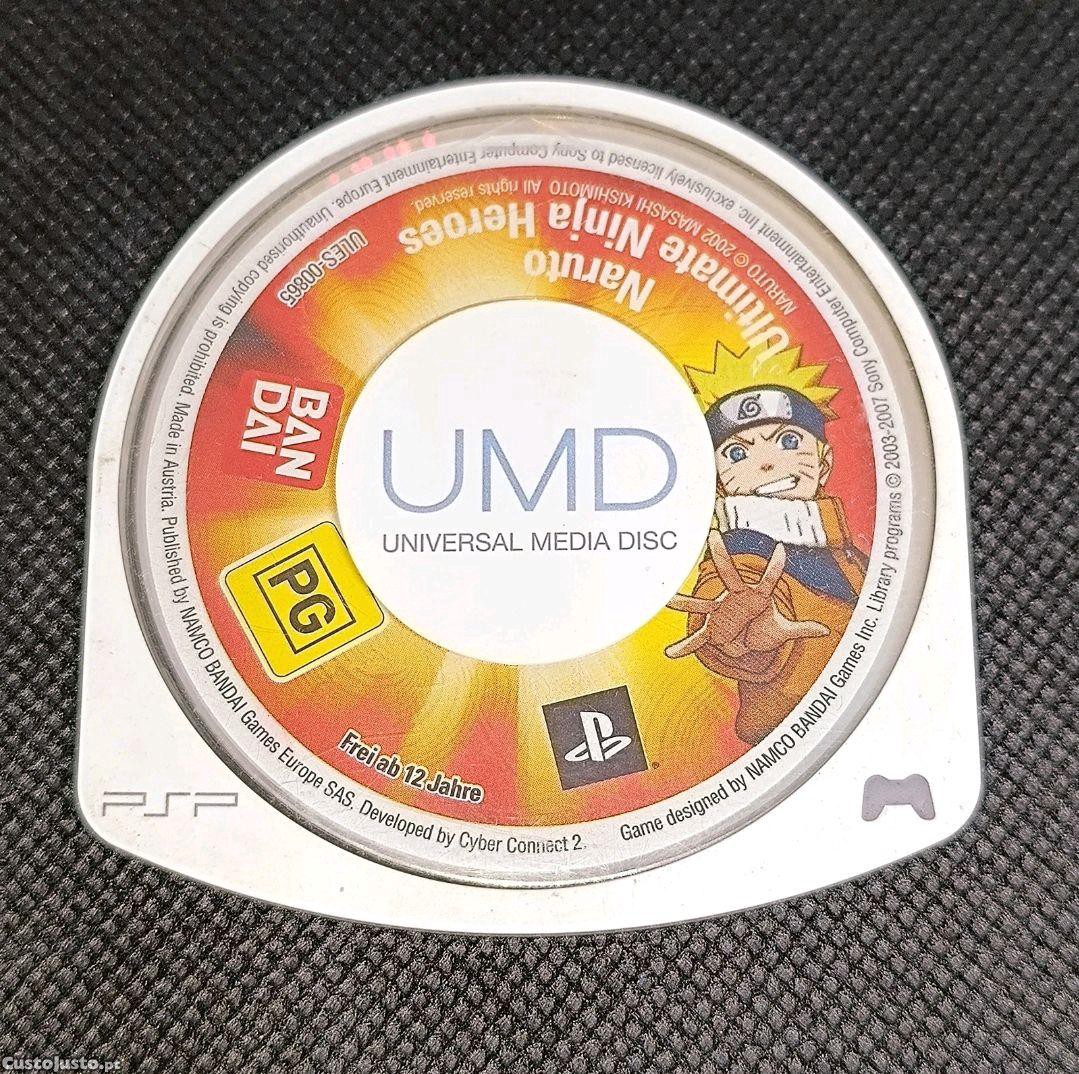 Naruto
Ultimate Ninja Heroes
NARUTO © 2002 MASASHI KISHIMOTO All rights reserved.
ULES-00865
BAN
DAI
PG
Frei ab 12 Jahre
UMD
UNIVERSAL MEDIA DISC
Library programs © 2003-2007 Sony Computer Entertainment Inc. exclusively licensed to Sony Computer Entertainment Europe. Unauthorised copying is prohibited. Made in Austria. Published by NAMCO BANDAI Games Europe SAS. Developed by Cyber Connect 2.
Game designed by NAMCO BANDAI Games Inc.
PSP
CustoJusto.pt